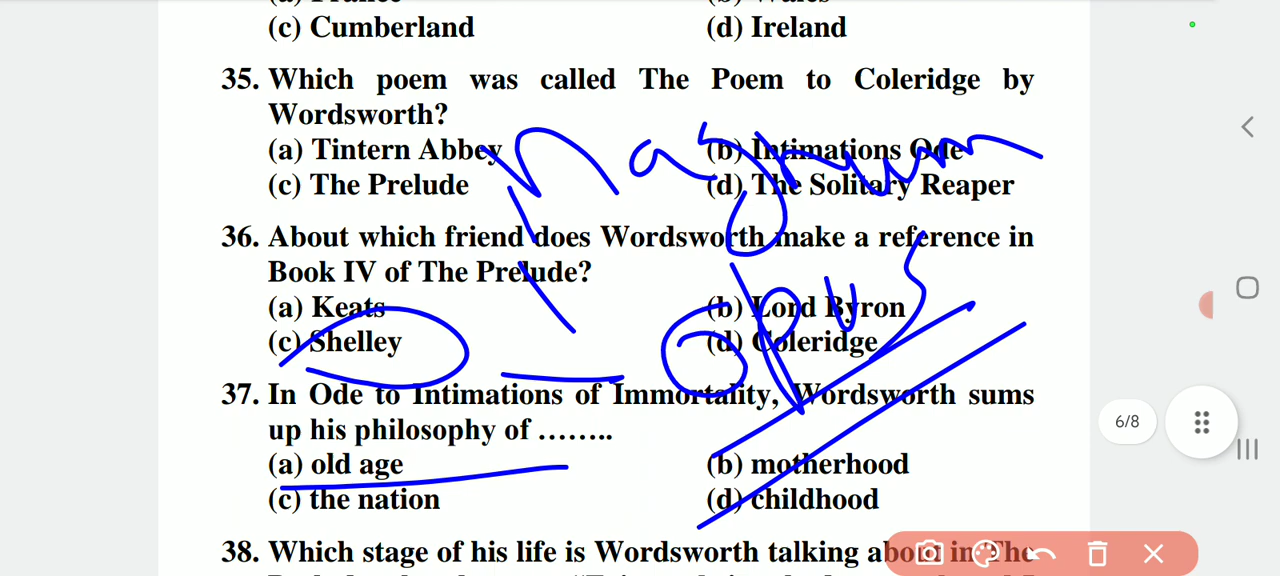 (c) Cumberland (d) Ireland
35. Which poem was called The Poem to Coleridge by
Wordsworth?
(a) Tintern Abbey (b) Intimations Ode
(c) The Prelude (d) The Solitary Reaper
36. About which friend does Wordsworth make a reference in
Book IV of The Prelude?
(a) Keats (b) Lord Byron
(c) Shelley (d) Coleridge
37. In Ode to Intimations of Immortality, Wordsworth sums
up his philosophy of ........
(a) old age (b) motherhood
(c) the nation (d) childhood
38. Which stage of his life is Wordsworth talking about in The
Magnum
Opus
6/8